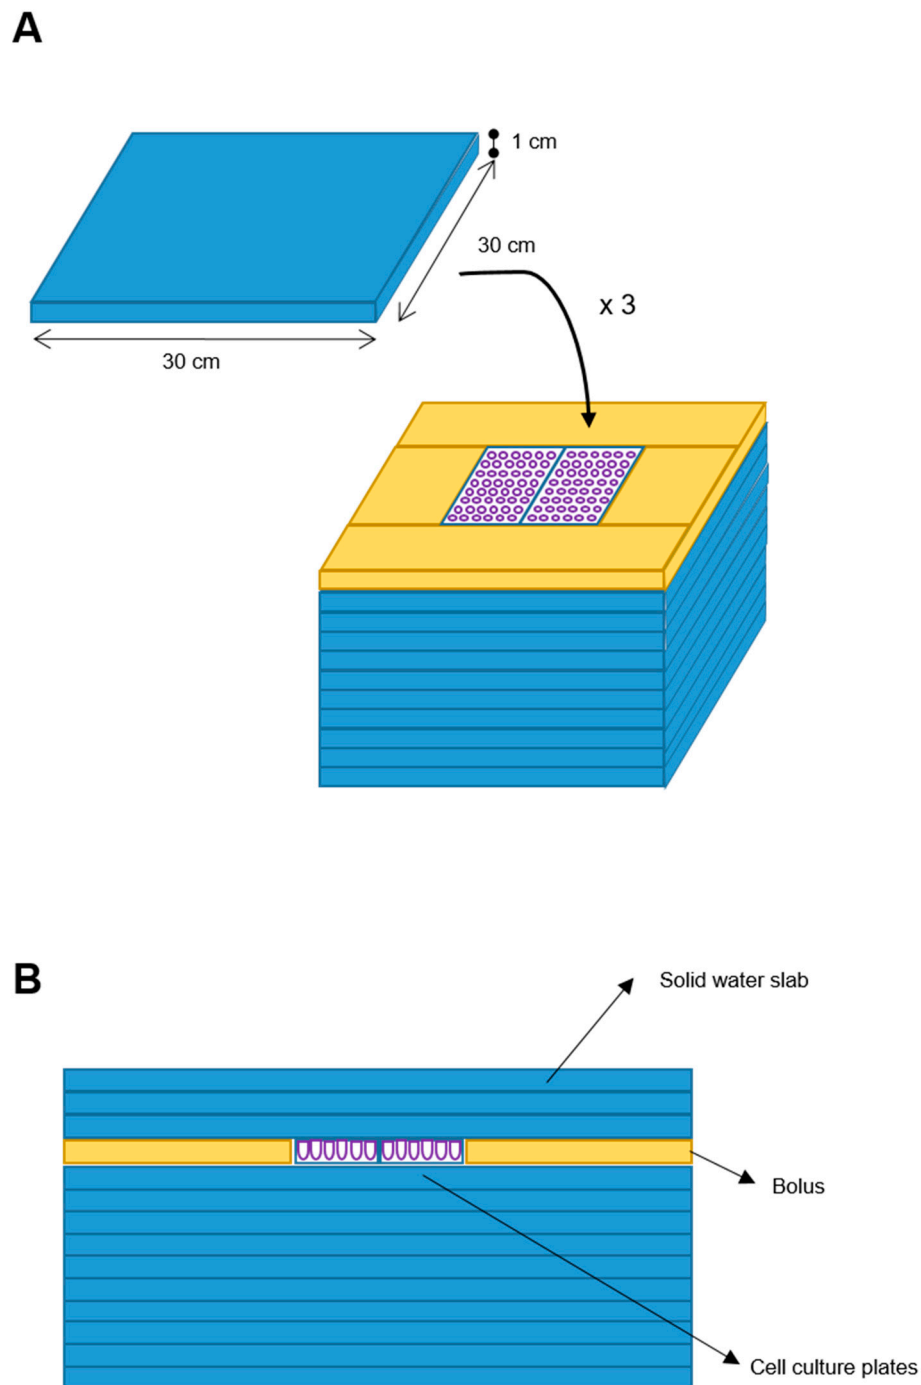 A
1 cm
30 cm
x 3
30 cm
B
Solid water slab
Bolus
Cell culture plates